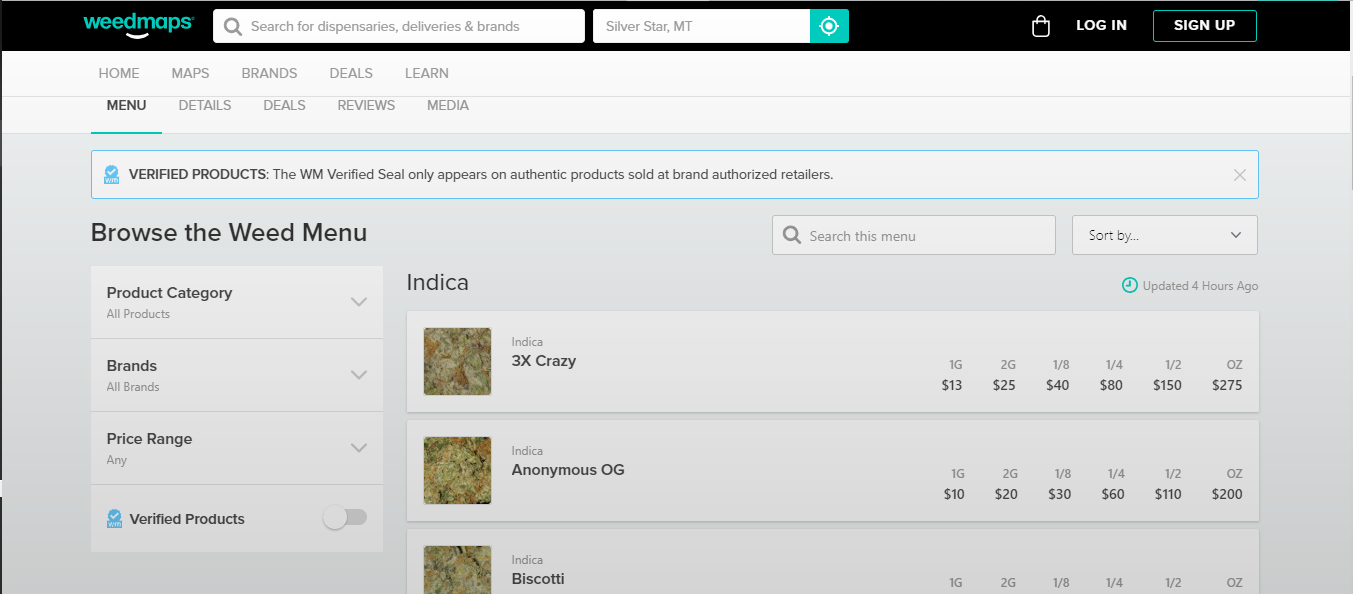 weedmaps
Search for dispensaries, deliveries & brands
Silver Star, MT
LOG IN
SIGN UP
HOME MAPS BRANDS DEALS LEARN
MENU DETAILS DEALS REVIEWS MEDIA
wm VERIFIED PRODUCTS: The WM Verified Seal only appears on authentic products sold at brand authorized retailers.
Browse the Weed Menu
Search this menu
Sort by...
Product Category
All Products
Brands
All Brands
Price Range
Any
wm Verified Products
Indica
Updated 4 Hours Ago
Indica
3X Crazy
1G 2G 1/8 1/4 1/2 OZ
$13 $25 $40 $80 $150 $275
Indica
Anonymous OG
1G 2G 1/8 1/4 1/2 OZ
$10 $20 $30 $60 $110 $200
Indica
Biscotti
1G 2G 1/8 1/4 1/2 OZ